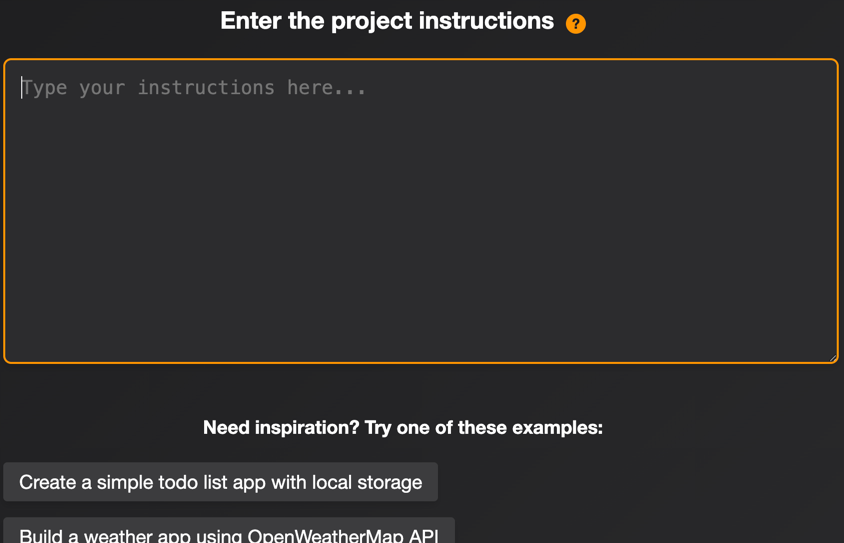 Enter the project instructions ?
Type your instructions here...
Need inspiration? Try one of these examples:
Create a simple todo list app with local storage
Build a weather app using OpenWeatherMap API